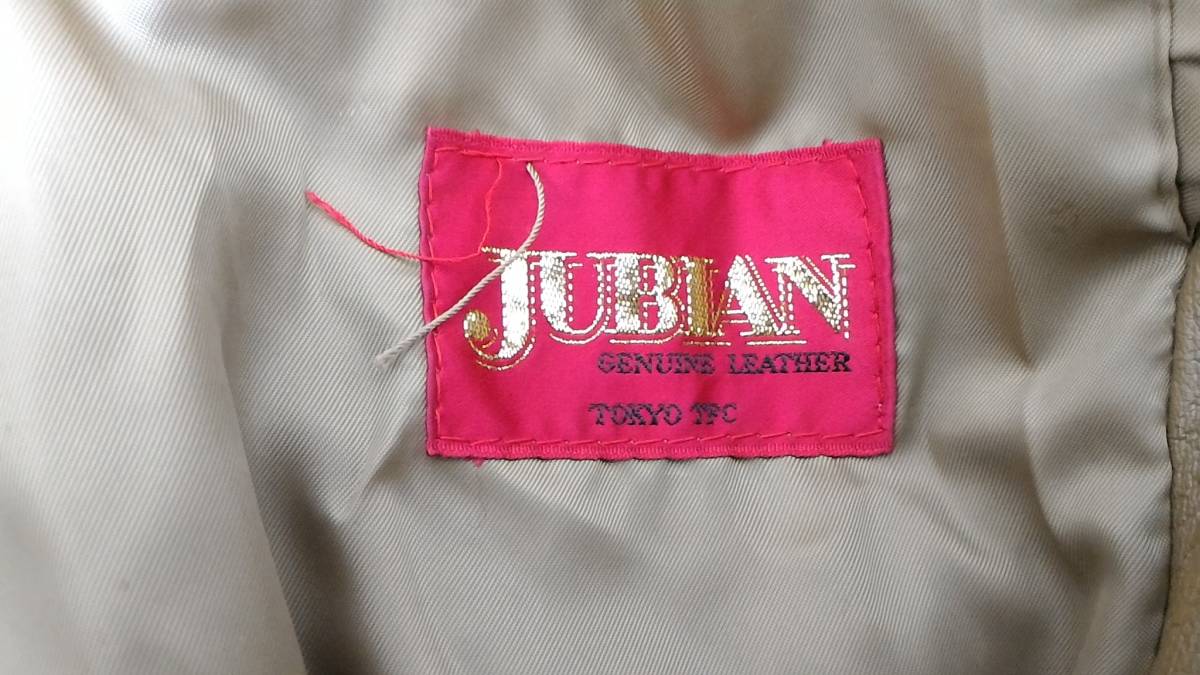 JUBIAN
GENUINE LEATHER
TOKYO TFC